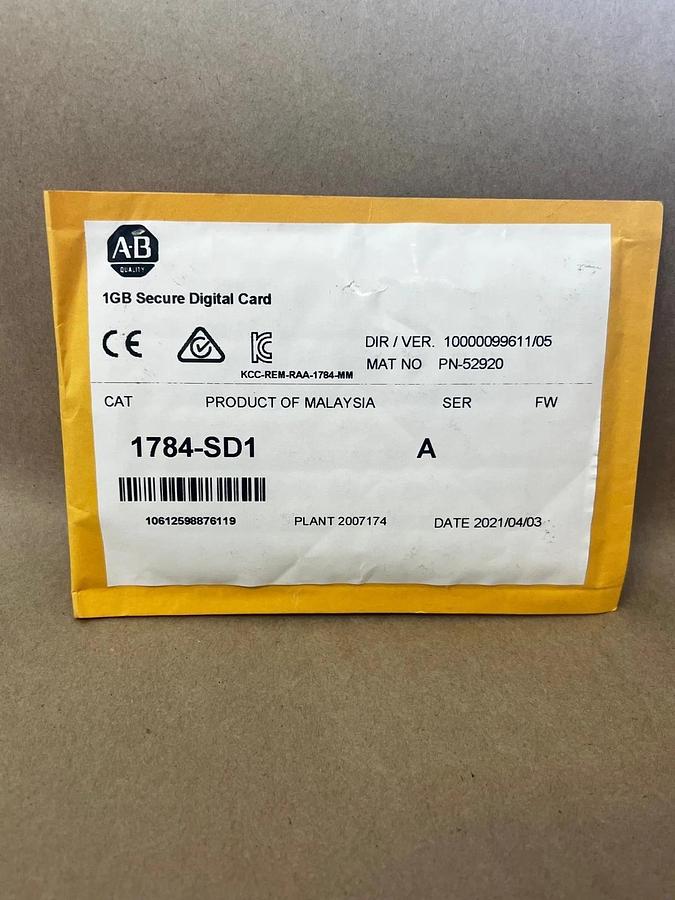 A-B
QUALITY
1GB Secure Digital Card
CE
KCC-REM-RAA-1784-MM
DIR / VER. 10000099611/05
MAT NO PN-52920
CAT PRODUCT OF MALAYSIA SER FW
1784-SD1 A
10612598876119 PLANT 2007174 DATE 2021/04/03